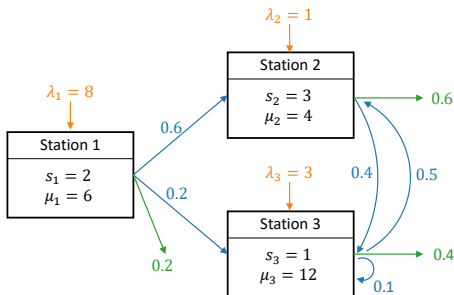 λ₂ = 1
Station 2
s₂ = 3
μ₂ = 4
0.6
λ₁ = 8
Station 1
s₁ = 2
μ₁ = 6
0.6
0.2
0.2
0.4
0.5
λ₃ = 3
Station 3
s₃ = 1
μ₃ = 12
0.4
0.1